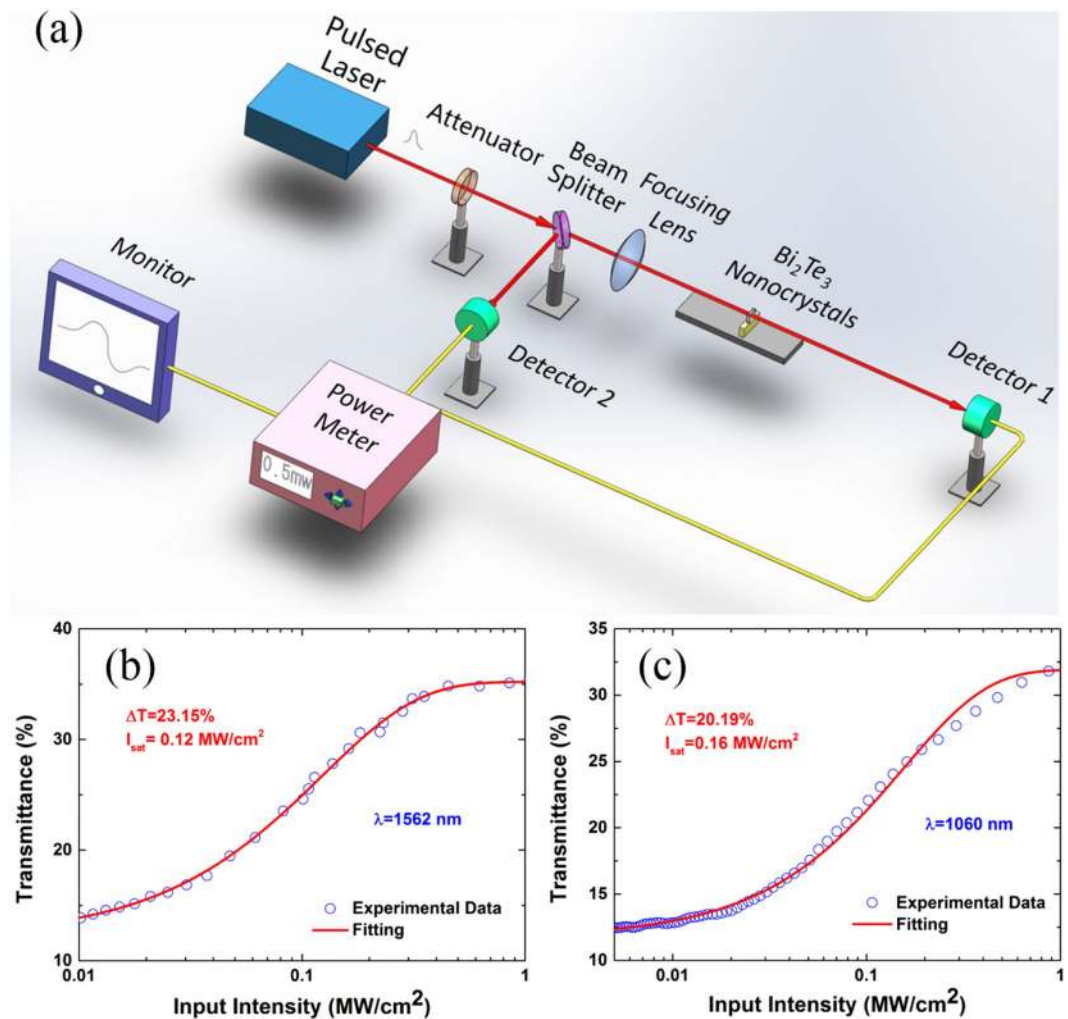 (a)
Pulsed
Laser
Attenuator
Beam
Splitter
Focusing
Lens
Bi₂Te₃
Nanocrystals
Detector 1
Monitor
Detector 2
Power
Meter
0.5mw
(b)
40
30
20
10
0.01
0.1
1
Transmittance (%)
Input Intensity (MW/cm²)
ΔT=23.15%
I_sat= 0.12 MW/cm²
λ=1562 nm
Experimental Data
Fitting
(c)
35
30
25
20
15
10
0.01
0.1
1
Transmittance (%)
Input Intensity (MW/cm²)
ΔT=20.19%
I_sat=0.16 MW/cm²
λ=1060 nm
Experimental Data
Fitting